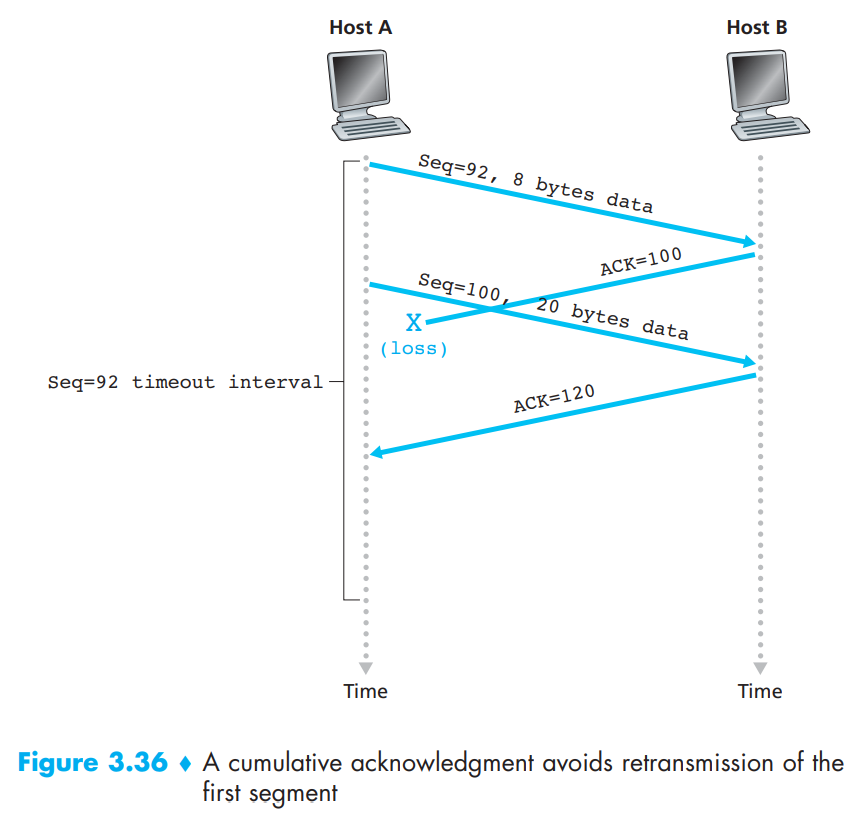 Host A
Host B
Seq=92, 8 bytes data
ACK=100
Seq=100, 20 bytes data
X
(loss)
Seq=92 timeout interval
ACK=120
Time
Time
Figure 3.36 ♦ A cumulative acknowledgment avoids retransmission of the
first segment